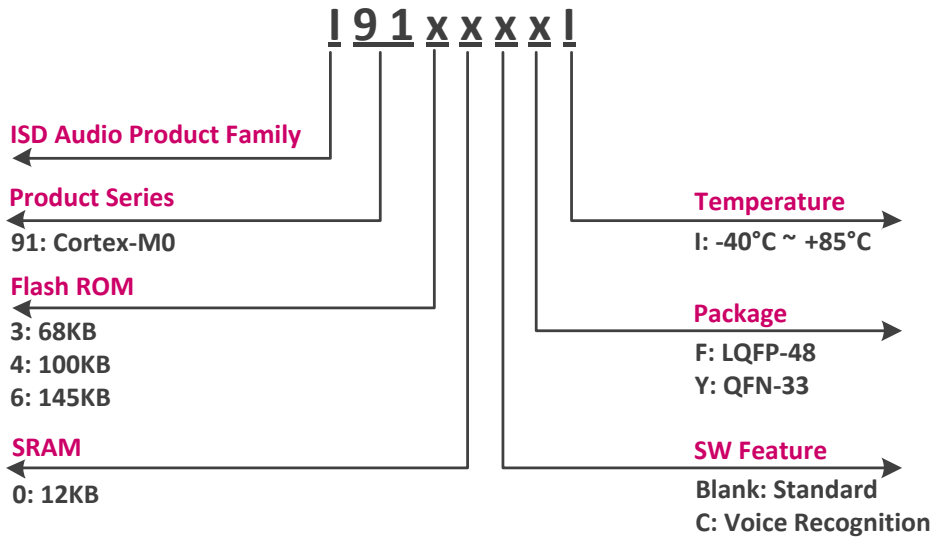 I 9 1 x x x x I
ISD Audio Product Family
Product Series
91: Cortex-M0
Flash ROM
3: 68KB
4: 100KB
6: 145KB
SRAM
0: 12KB
Temperature
I: -40°C ~ +85°C
Package
F: LQFP-48
Y: QFN-33
SW Feature
Blank: Standard
C: Voice Recognition